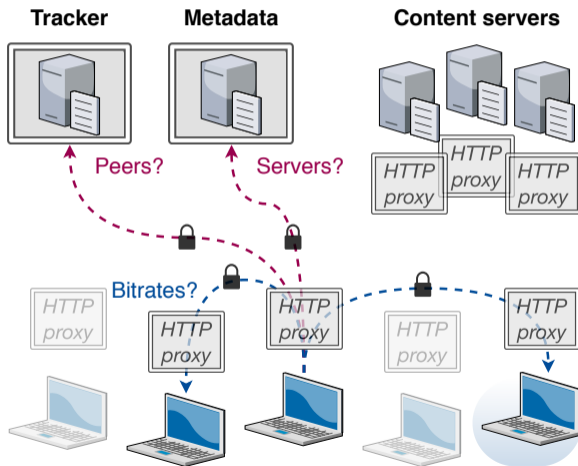 Tracker
Metadata
Content servers
HTTP
proxy
HTTP
proxy
HTTP
proxy
Peers?
Servers?
Bitrates?
HTTP
proxy
HTTP
proxy
HTTP
proxy
HTTP
proxy
HTTP
proxy